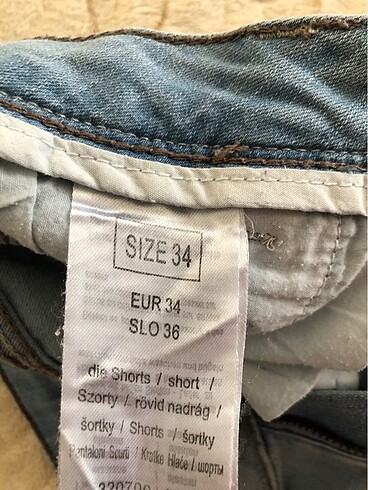 SIZE 34
EUR 34
SLO 36
die Shorts / short /
Szorty / rövid nadrág /
šortky / Shorts / šortky
Pantaloni Scurti / Kratke Hlače / шорты